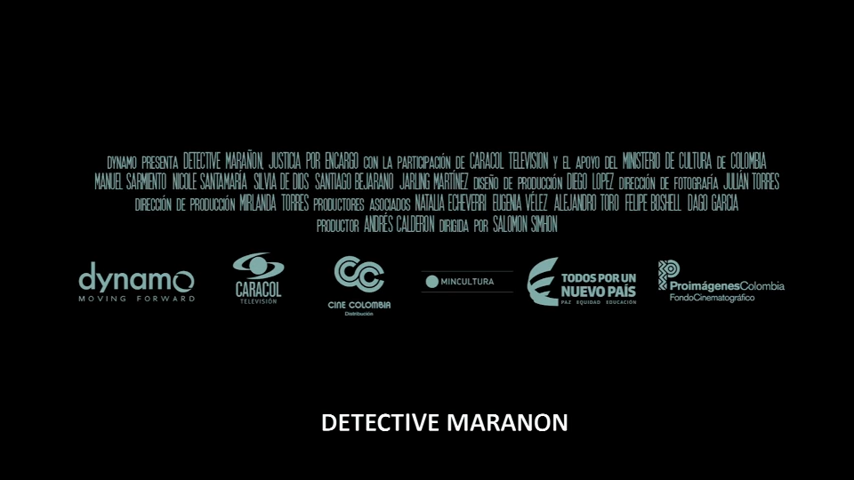 DYNAMO PRESENTA DETECTIVE MARAÑON, JUSTICIA POR ENCARGO CON LA PARTICIPACIÓN DE CARACOL TELEVISION Y EL APOYO DEL MINISTERIO DE CULTURA DE COLOMBIA
MANUEL SARMIENTO NICOLE SANTAMARÍA SILVIA DE DIOS SANTIAGO BEJARANO JARLING MARTÍNEZ DISEÑO DE PRODUCCIÓN DIEGO LOPEZ DIRECCIÓN DE FOTOGRAFÍA JULIÁN TORRES
DIRECCIÓN DE PRODUCCIÓN MIRLANDA TORRES PRODUCTORES ASOCIADOS NATALIA ECHEVERRI EUGENIA VÉLEZ ALEJANDRO TORO FELIPE BOSHELL DAGO GARCIA
PRODUCTOR ANDRÉS CALDERON DIRIGIDA POR SALOMON SIMHON
dynamo
MOVING FORWARD
CARACOL
TELEVISIÓN
CINE COLOMBIA
Distribución
MINCULTURA
TODOS POR UN
NUEVO PAÍS
PAZ EQUIDAD EDUCACIÓN
ProimágenesColombia
FondoCinematográfico
DETECTIVE MARANON